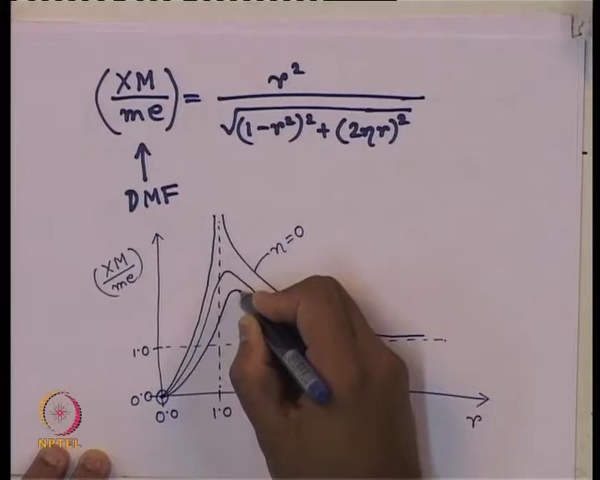 (XM/me) = r² / √(1-r²)² + (2ηr)²
DMF
(XM/me)
η=0
1.0
0.0
0.0 1.0
r
NPTEL